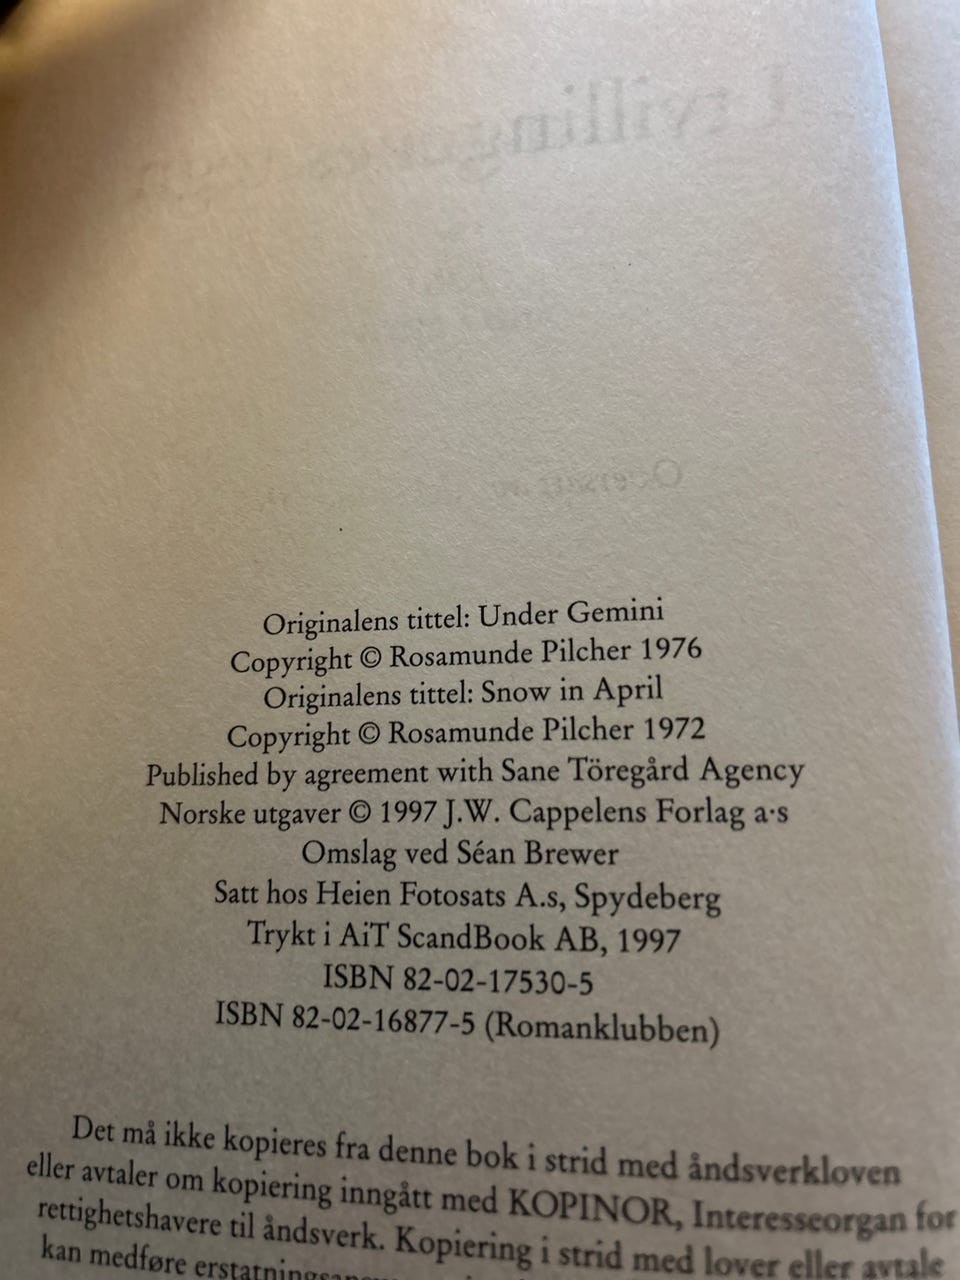 Originalens tittel: Under Gemini
Copyright © Rosamunde Pilcher 1976
Originalens tittel: Snow in April
Copyright © Rosamunde Pilcher 1972
Published by agreement with Sane Töregård Agency
Norske utgaver © 1997 J.W. Cappelens Forlag a·s
Omslag ved Séan Brewer
Satt hos Heien Fotosats A.s, Spydeberg
Trykt i AiT ScandBook AB, 1997
ISBN 82-02-17530-5
ISBN 82-02-16877-5 (Romanklubben)
Det må ikke kopieres fra denne bok i strid med åndsverkloven
eller avtaler om kopiering inngått med KOPINOR, Interesseorgan for
rettighetshavere til åndsverk. Kopiering i strid med lover eller avtale
kan medføre